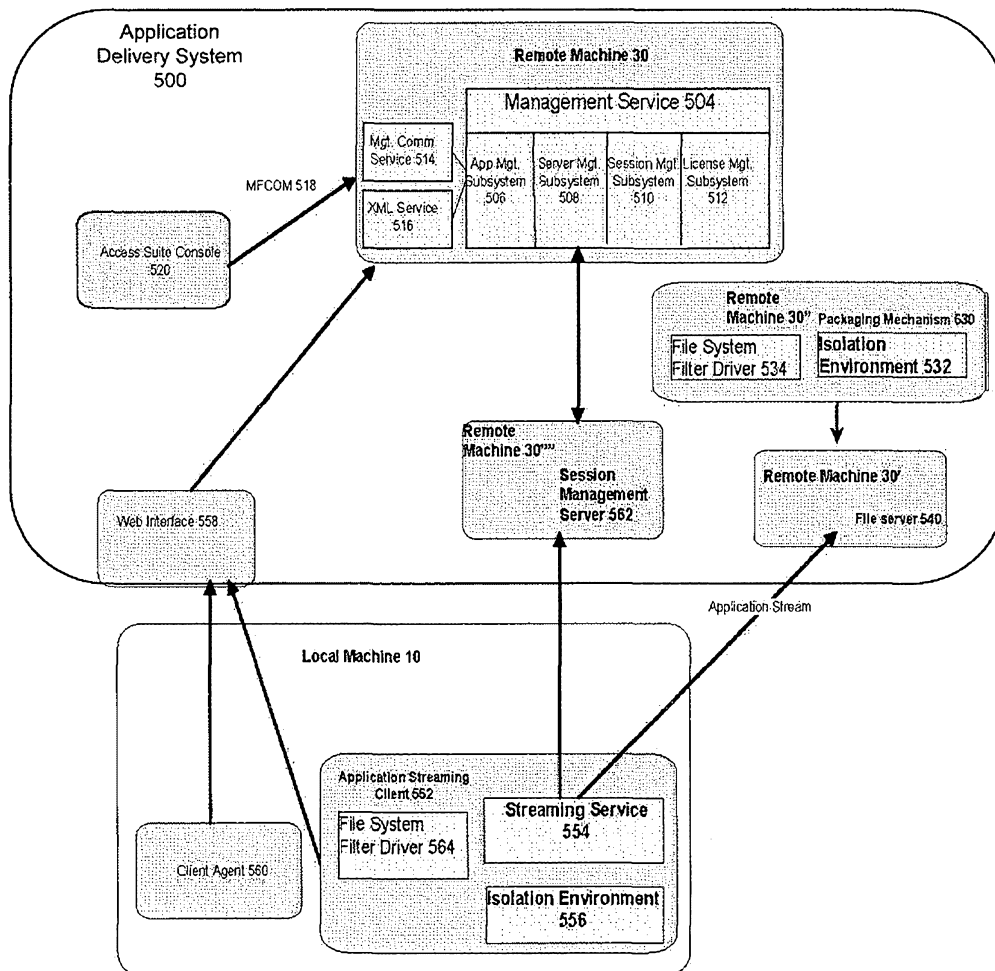 Application
Delivery System
500
Remote Machine 30
Management Service 504
Mgt. Comm
Service 514
XML Service
516
App Mgt.
Subsystem
506
Server Mgt.
Subsystem
508
Session Mgt.
Subsystem
510
License Mgt.
Subsystem
512
MFCOM 518
Access Suite Console
520
Remote
Machine 30"
Packaging Mechanism 530
File System
Filter Driver 534
Isolation
Environment 532
Remote
Machine 30""
Session
Management
Server 562
Remote Machine 30'
File server 540
Web Interface 558
Application Stream
Local Machine 10
Application Streaming
Client 552
File System
Filter Driver 564
Streaming Service
554
Isolation Environment
556
Client Agent 560